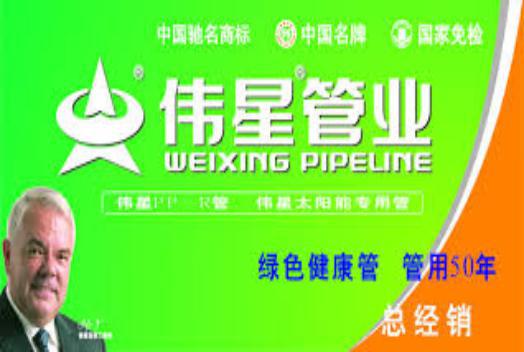 中国驰名商标 中国名牌 国家免检
伟星®管业®
WEIXING PIPELINE
伟星PP-R管 伟星太阳能专用管
绿色健康管 管用50年
总经销